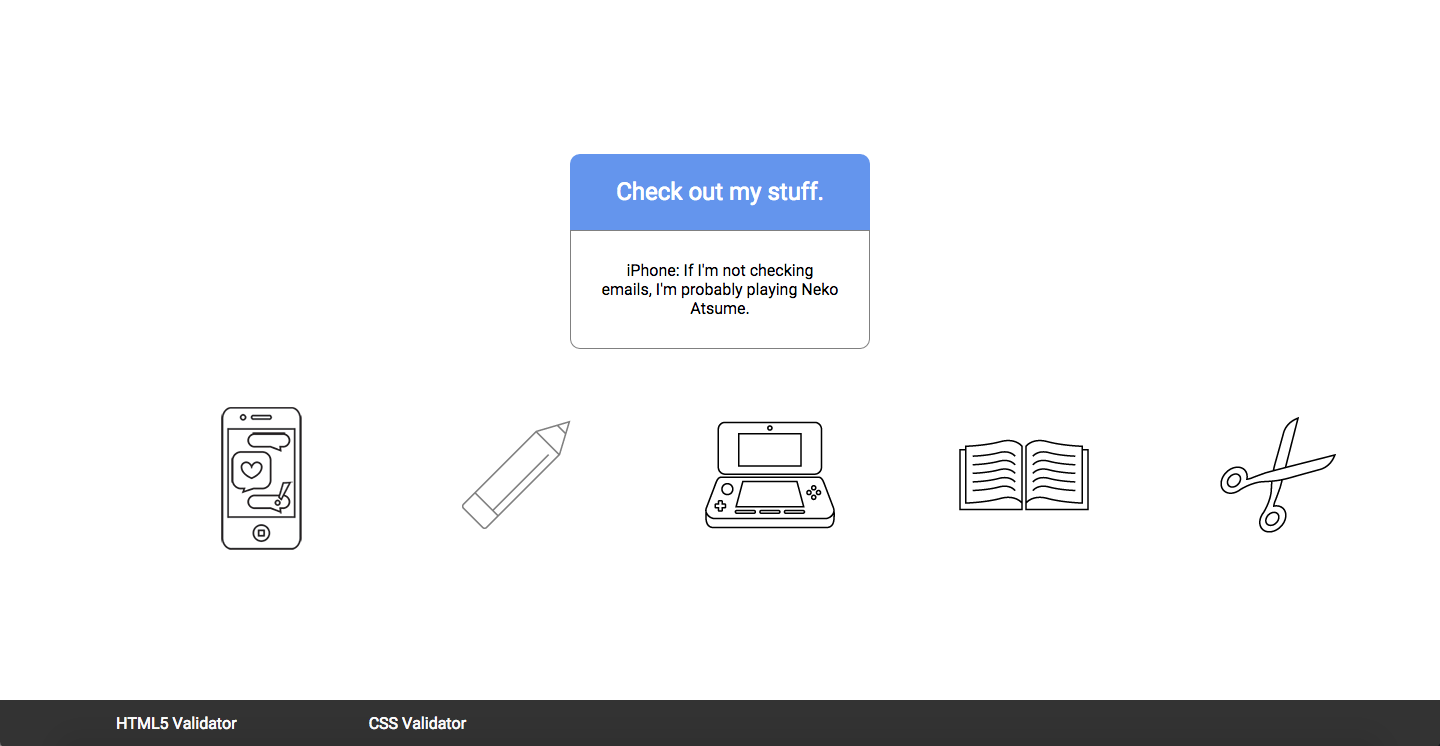 Check out my stuff.
iPhone: If I'm not checking
emails, I'm probably playing Neko
Atsume.
HTML5 Validator
CSS Validator